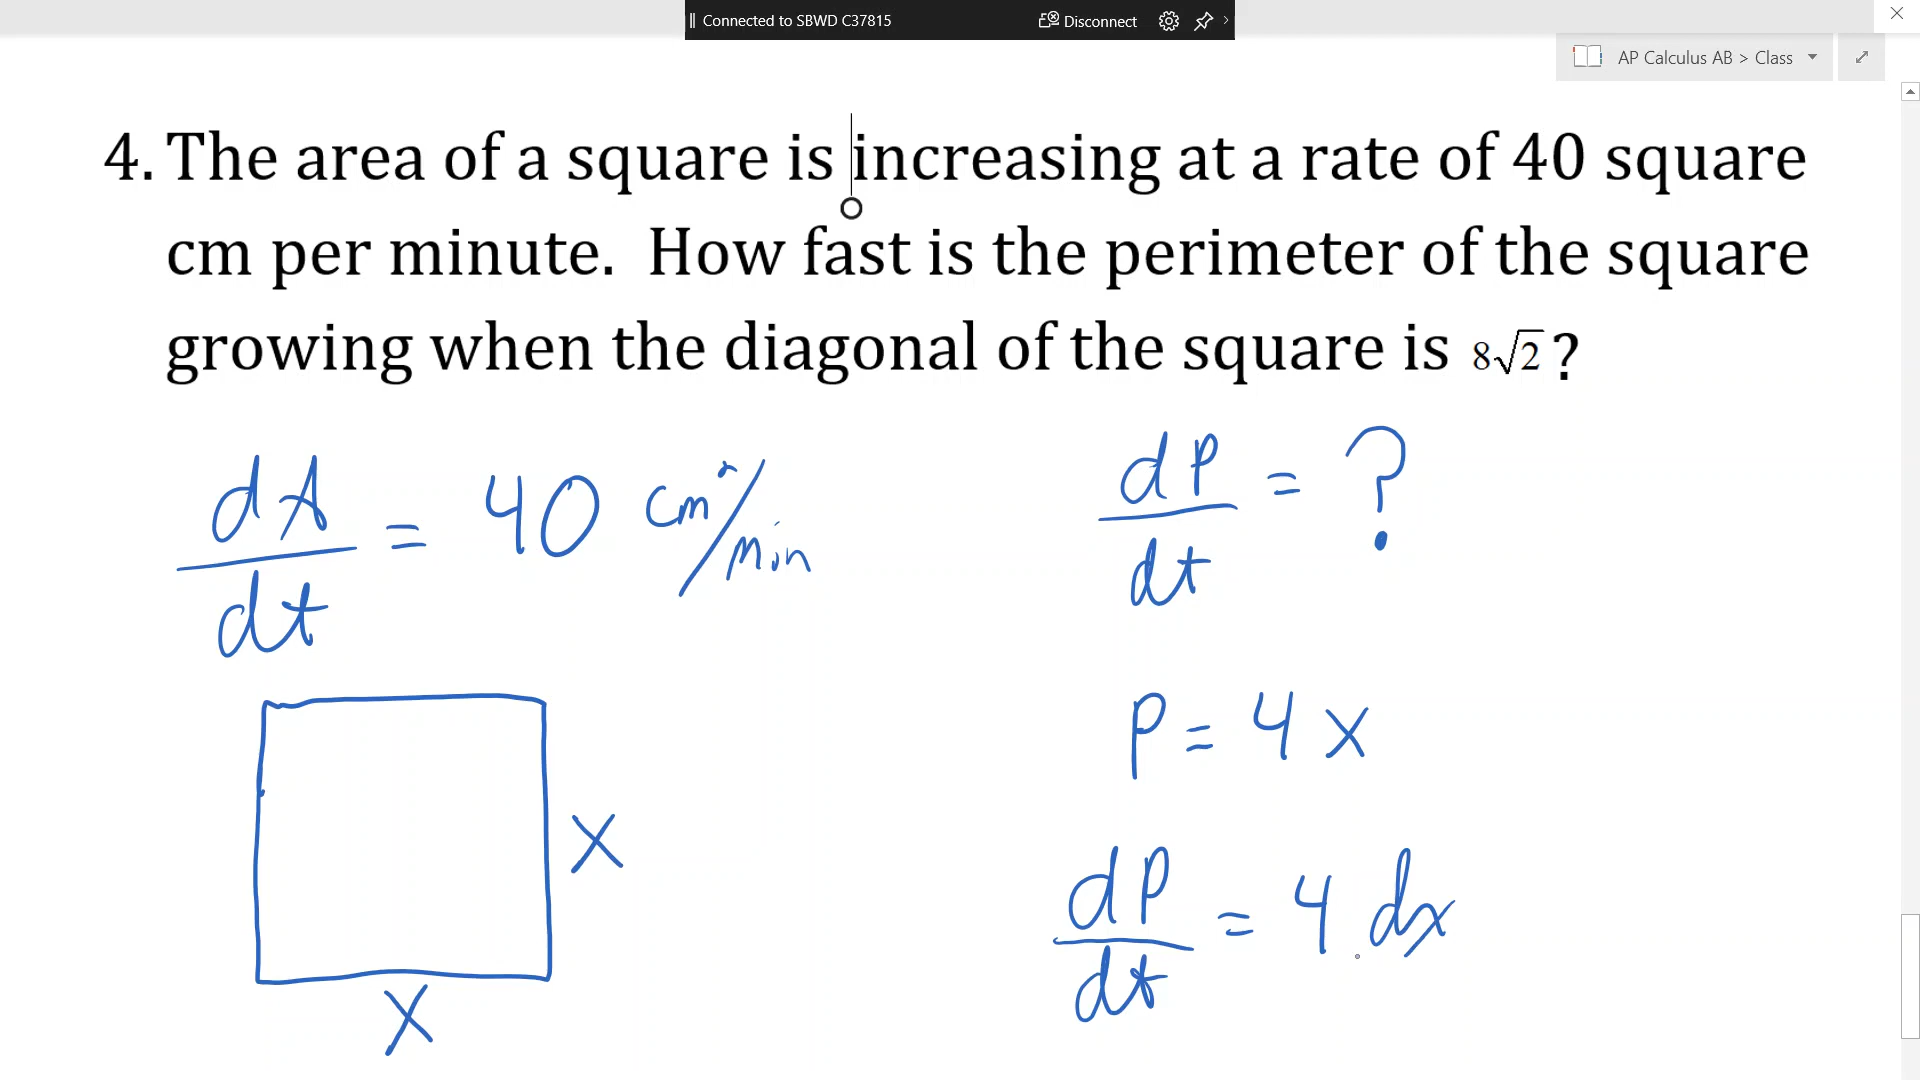 Connected to SBWD C37815 Disconnect
AP Calculus AB > Class
4. The area of a square is increasing at a rate of 40 square
cm per minute. How fast is the perimeter of the square
growing when the diagonal of the square is 8√2 ?
dA/dt = 40 cm²/min
dP/dt = ?
P = 4x
x
dP/dt = 4 dx
x